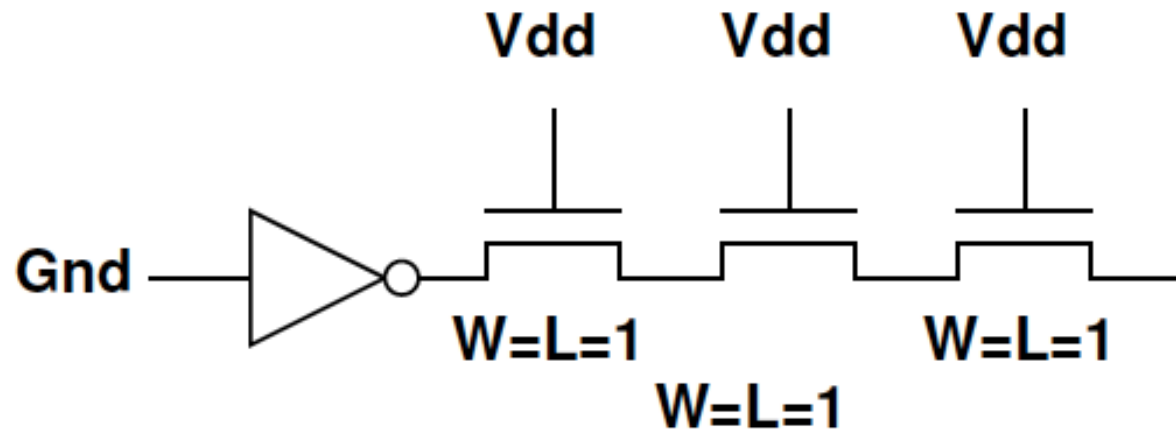 Vdd Vdd Vdd
Gnd
W=L=1 W=L=1
W=L=1